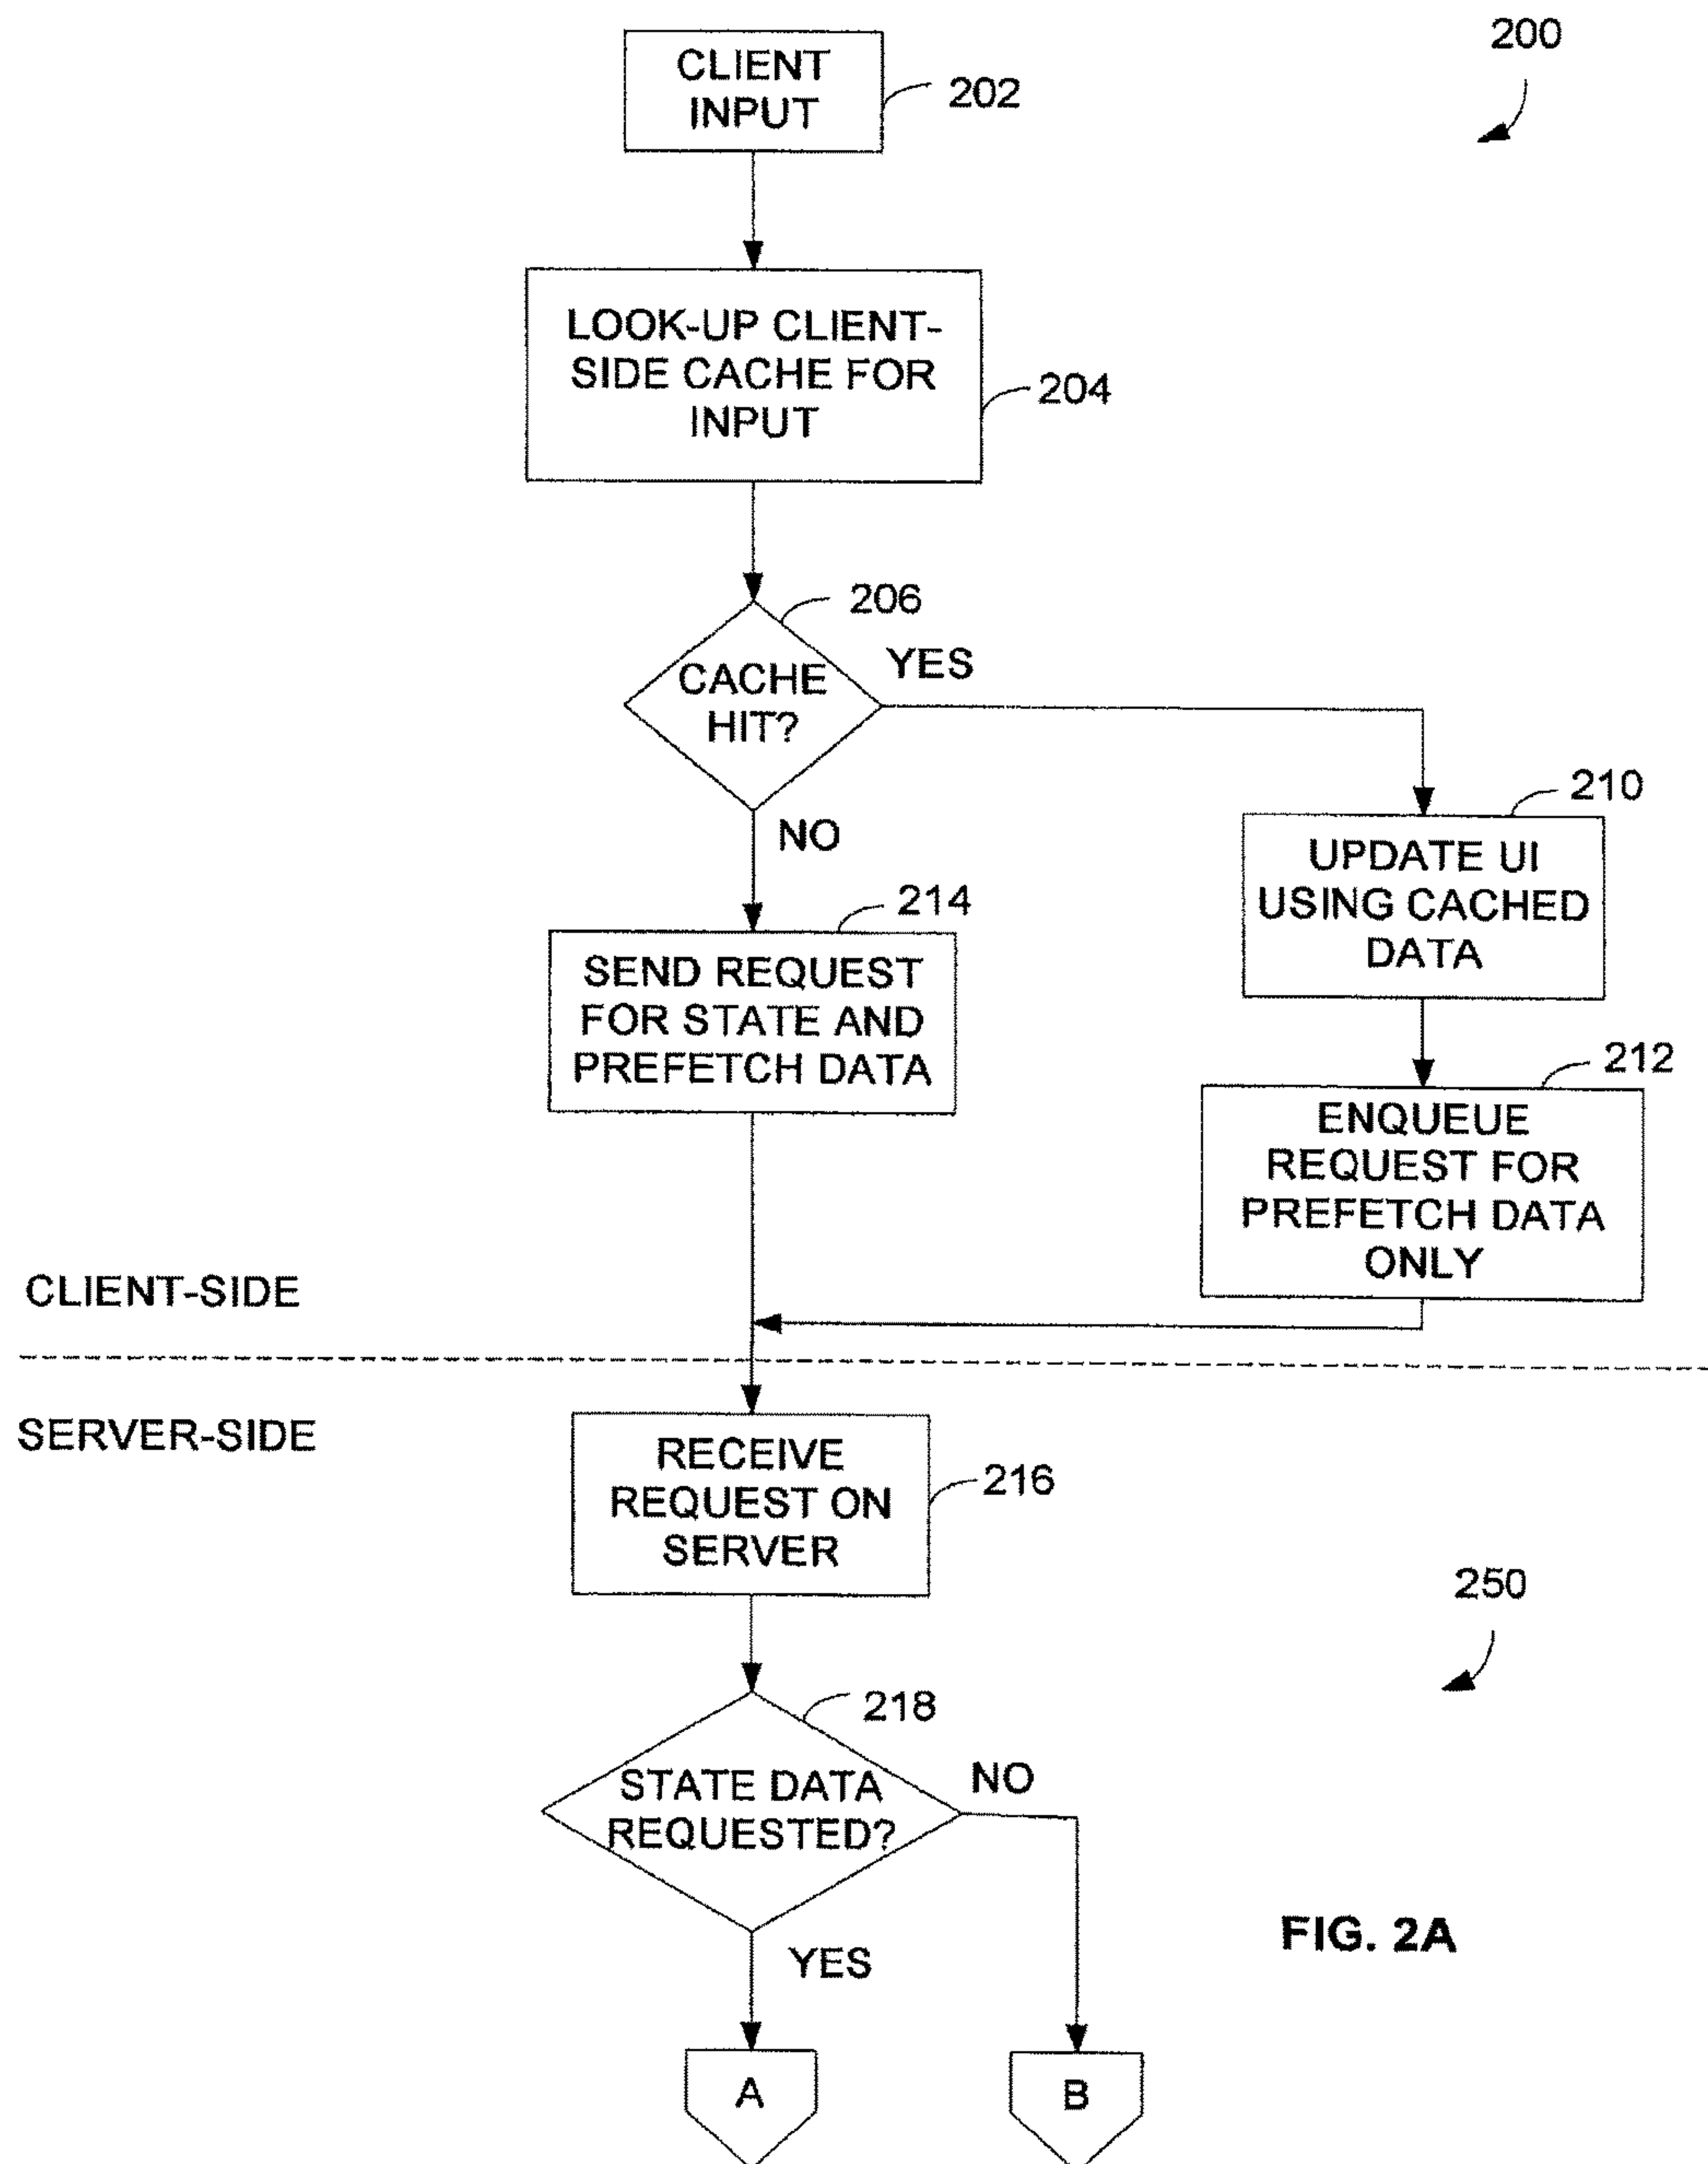 200
CLIENT
INPUT
202
LOOK-UP CLIENT-
SIDE CACHE FOR
INPUT
204
206
CACHE
HIT?
YES
NO
210
UPDATE UI
USING CACHED
DATA
214
SEND REQUEST
FOR STATE AND
PREFETCH DATA
212
ENQUEUE
REQUEST FOR
PREFETCH DATA
ONLY
CLIENT-SIDE
SERVER-SIDE
RECEIVE
REQUEST ON
SERVER
216
250
218
STATE DATA
REQUESTED?
NO
YES
FIG. 2A
A
B